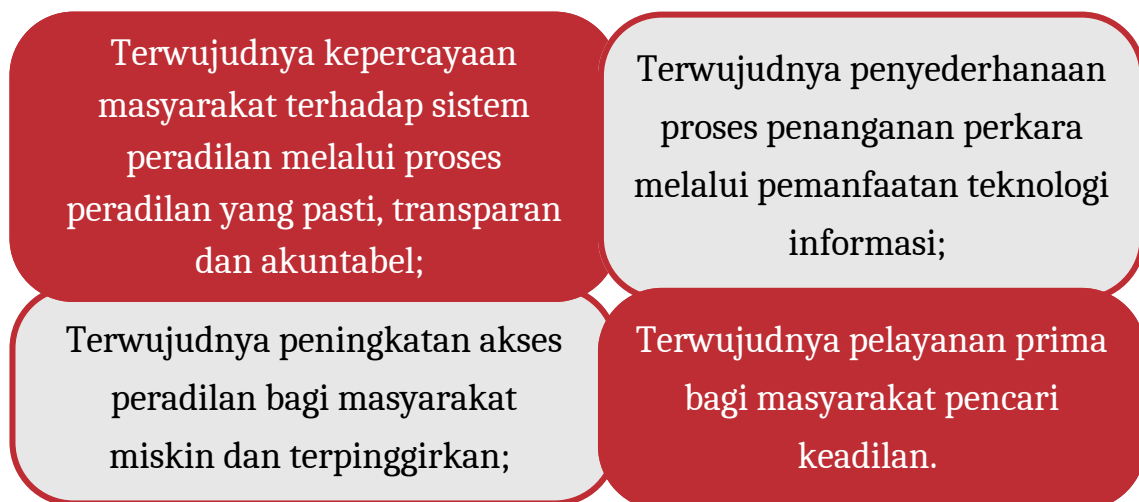 Terwujudnya kepercayaan
masyarakat terhadap sistem
peradilan melalui proses
peradilan yang pasti, transparan
dan akuntabel;
Terwujudnya penyederhanaan
proses penanganan perkara
melalui pemanfaatan teknologi
informasi;
Terwujudnya peningkatan akses
peradilan bagi masyarakat
miskin dan terpinggirkan;
Terwujudnya pelayanan prima
bagi masyarakat pencari
keadilan.